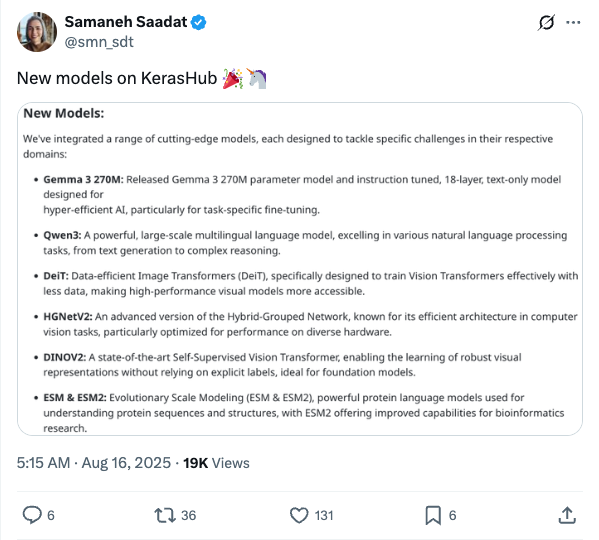 Samaneh Saadat
@smn_sdt
New models on KerasHub 🎉🦄
New Models:
We've integrated a range of cutting-edge models, each designed to tackle specific challenges in their respective
domains:
• Gemma 3 270M: Released Gemma 3 270M parameter model and instruction tuned, 18-layer, text-only model
designed for
hyper-efficient AI, particularly for task-specific fine-tuning.
• Qwen3: A powerful, large-scale multilingual language model, excelling in various natural language processing
tasks, from text generation to complex reasoning.
• DeiT: Data-efficient Image Transformers (DeiT), specifically designed to train Vision Transformers effectively with
less data, making high-performance visual models more accessible.
• HGNetV2: An advanced version of the Hybrid-Grouped Network, known for its efficient architecture in computer
vision tasks, particularly optimized for performance on diverse hardware.
• DINOV2: A state-of-the-art Self-Supervised Vision Transformer, enabling the learning of robust visual
representations without relying on explicit labels, ideal for foundation models.
• ESM & ESM2: Evolutionary Scale Modeling (ESM & ESM2), powerful protein language models used for
understanding protein sequences and structures, with ESM2 offering improved capabilities for bioinformatics
research.
5:15 AM · Aug 16, 2025 · 19K Views
6 36 131 6